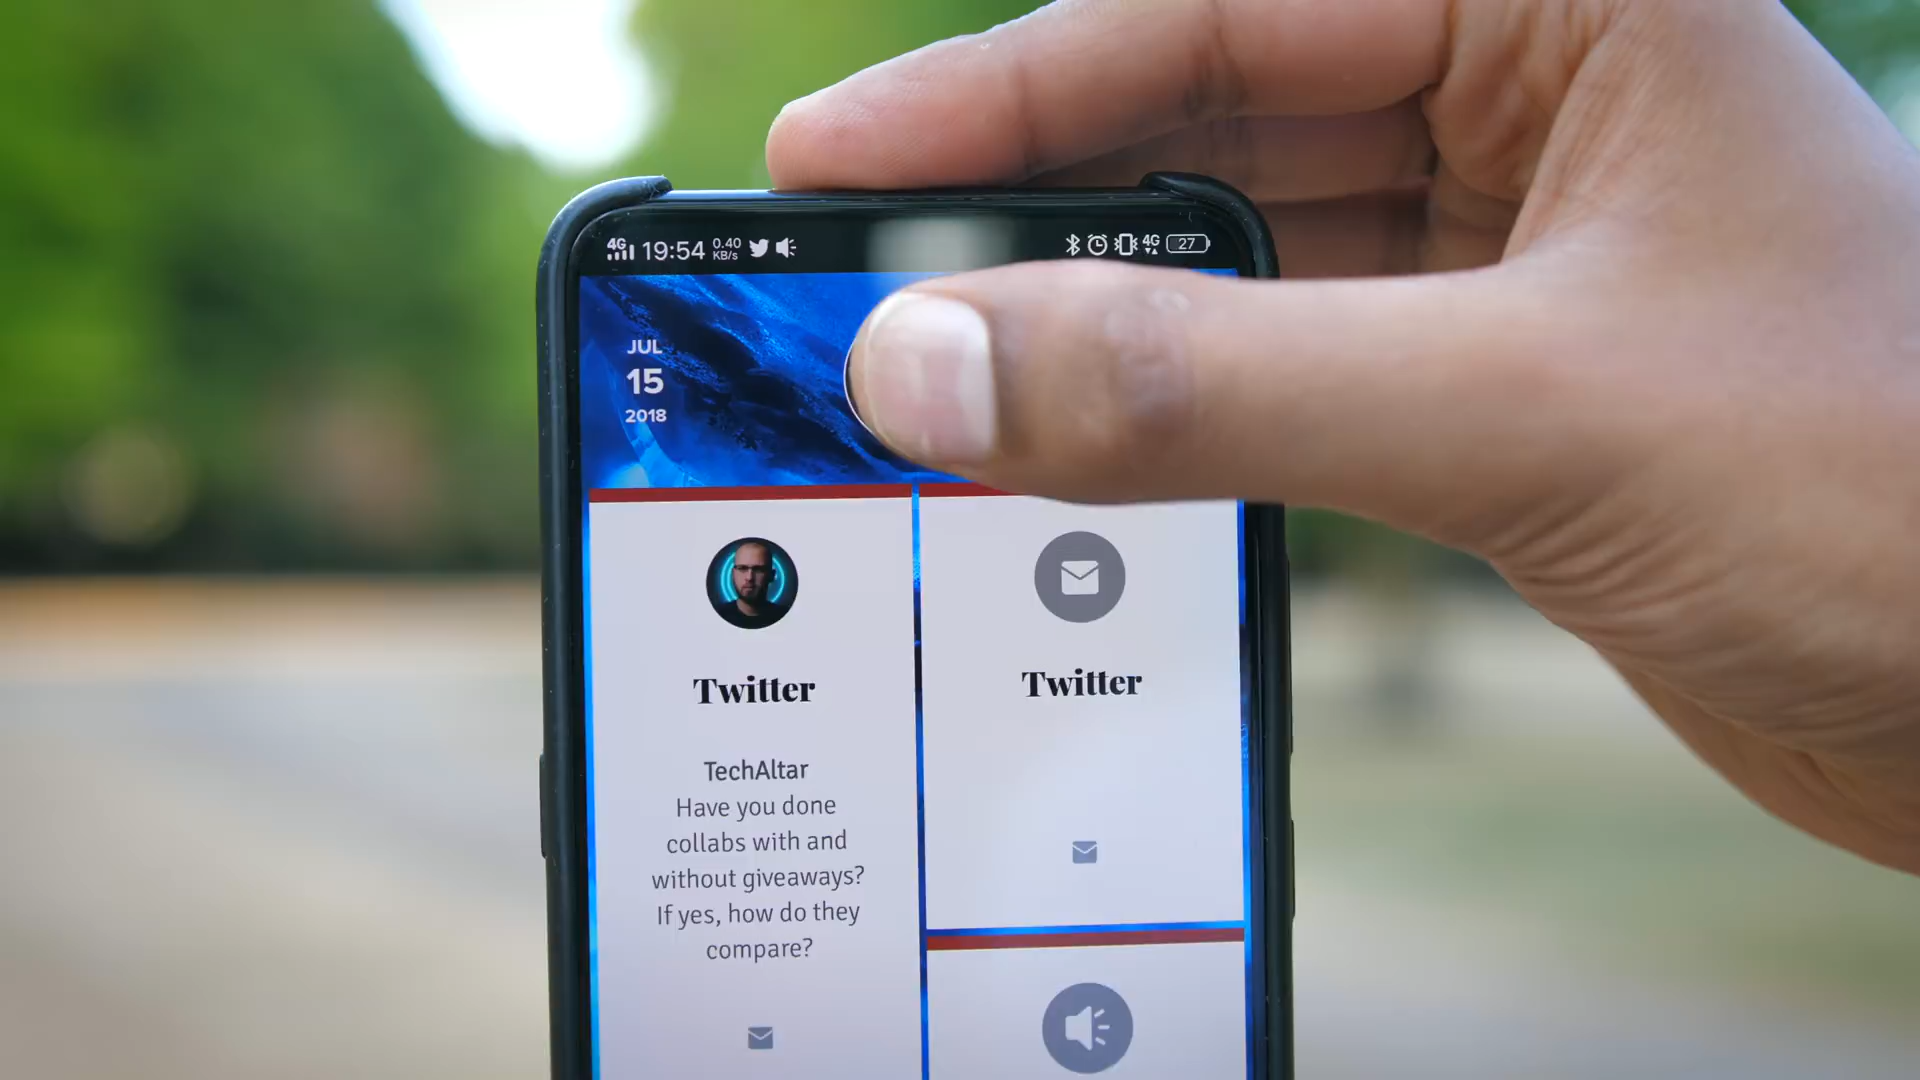 4G 19:54 0.40 KB/s 4G 27
JUL
15
2018
Twitter
TechAltar
Have you done
collabs with and
without giveaways?
If yes, how do they
compare?
Twitter